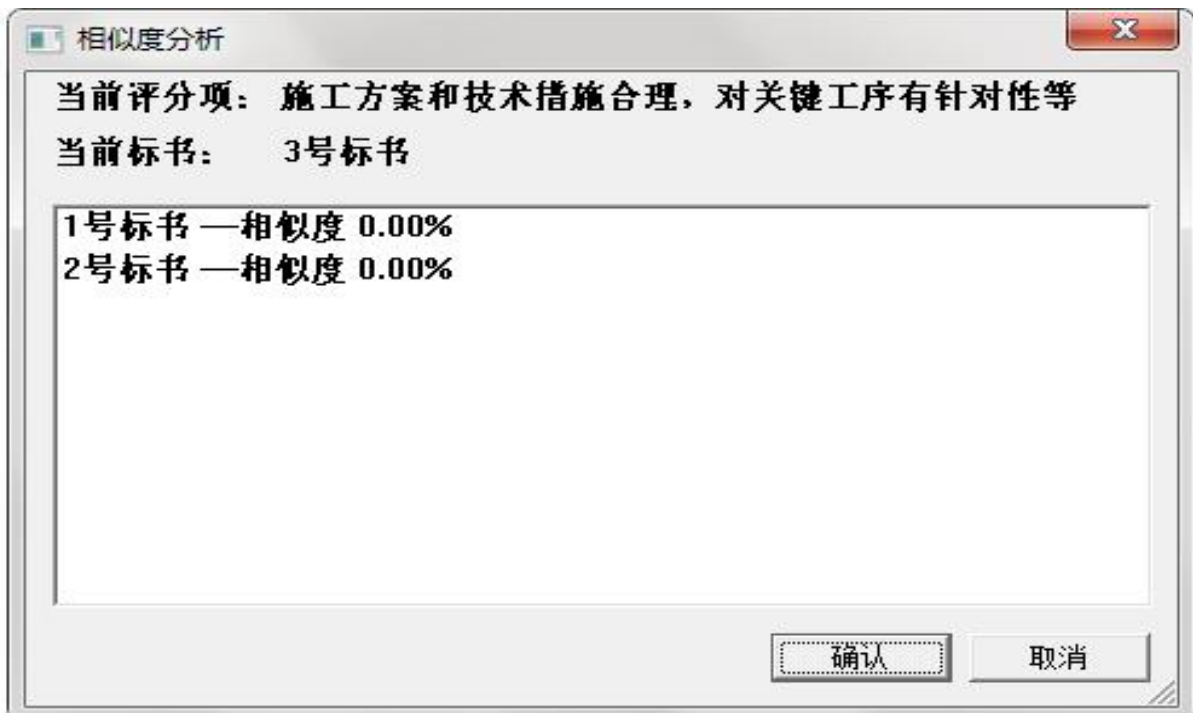 相似度分析
当前评分项： 施工方案和技术措施合理，对关键工序有针对性等
当前标书： 3号标书
1号标书 —相似度 0.00%
2号标书 —相似度 0.00%
确认 取消